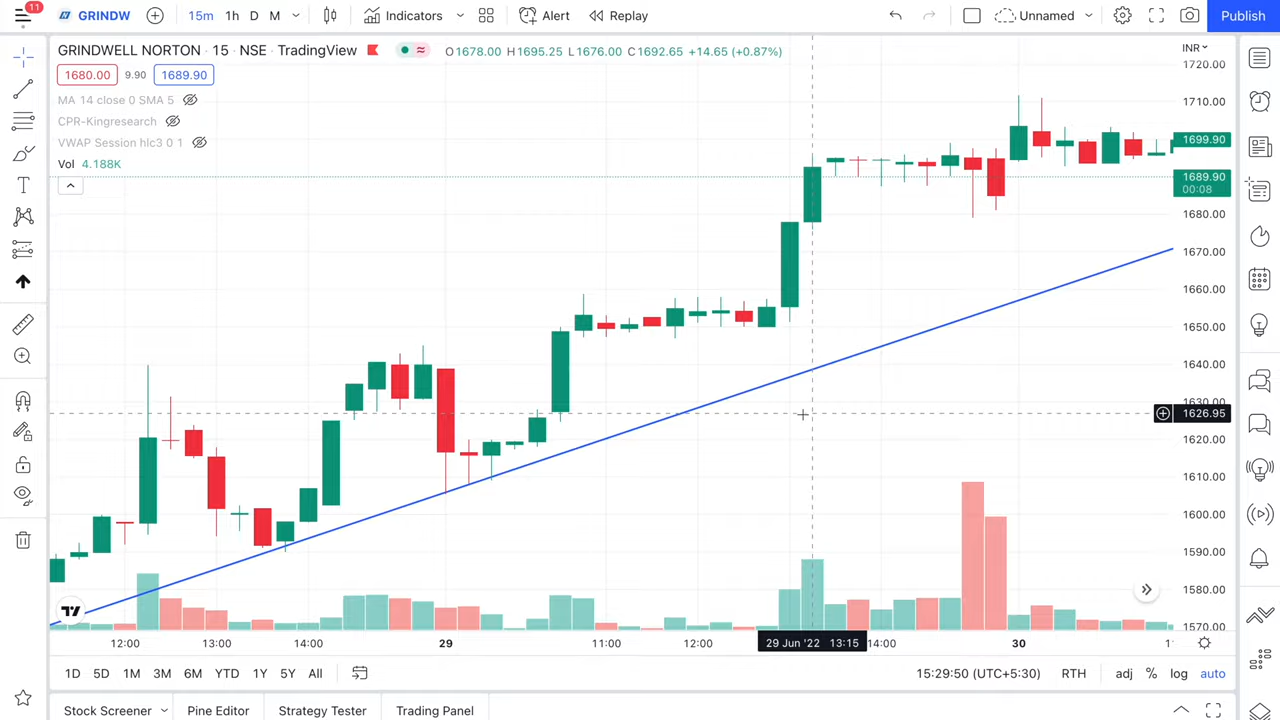 11
GRINDW
15m 1h D M
Indicators
Alert
Replay
Unnamed
Publish
GRINDWELL NORTON · 15 · NSE · TradingView
O1678.00 H1695.25 L1676.00 C1692.65 +14.65 (+0.87%)
INR
1680.00 9.90 1689.90
MA 14 close 0 SMA 5
CPR-Kingresearch
VWAP Session hlc3 0 1
Vol 4.188K
1720.00
1710.00
1699.90
1689.90
00:08
1680.00
1670.00
1660.00
1650.00
1640.00
1630.00
1626.95
1620.00
1610.00
1600.00
1590.00
1580.00
1570.00
12:00 13:00 14:00 29 11:00 12:00 29 Jun '22 13:15 14:00 30
1D 5D 1M 3M 6M YTD 1Y 5Y All
15:29:50 (UTC+5:30) RTH adj % log auto
Stock Screener Pine Editor Strategy Tester Trading Panel